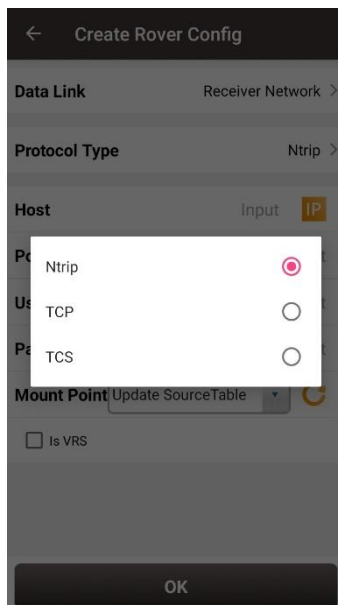 Create Rover Config
Data Link Receiver Network
Protocol Type Ntrip
Host Input IP
Ntrip
TCP
TCS
Mount Point Update SourceTable
Is VRS
OK